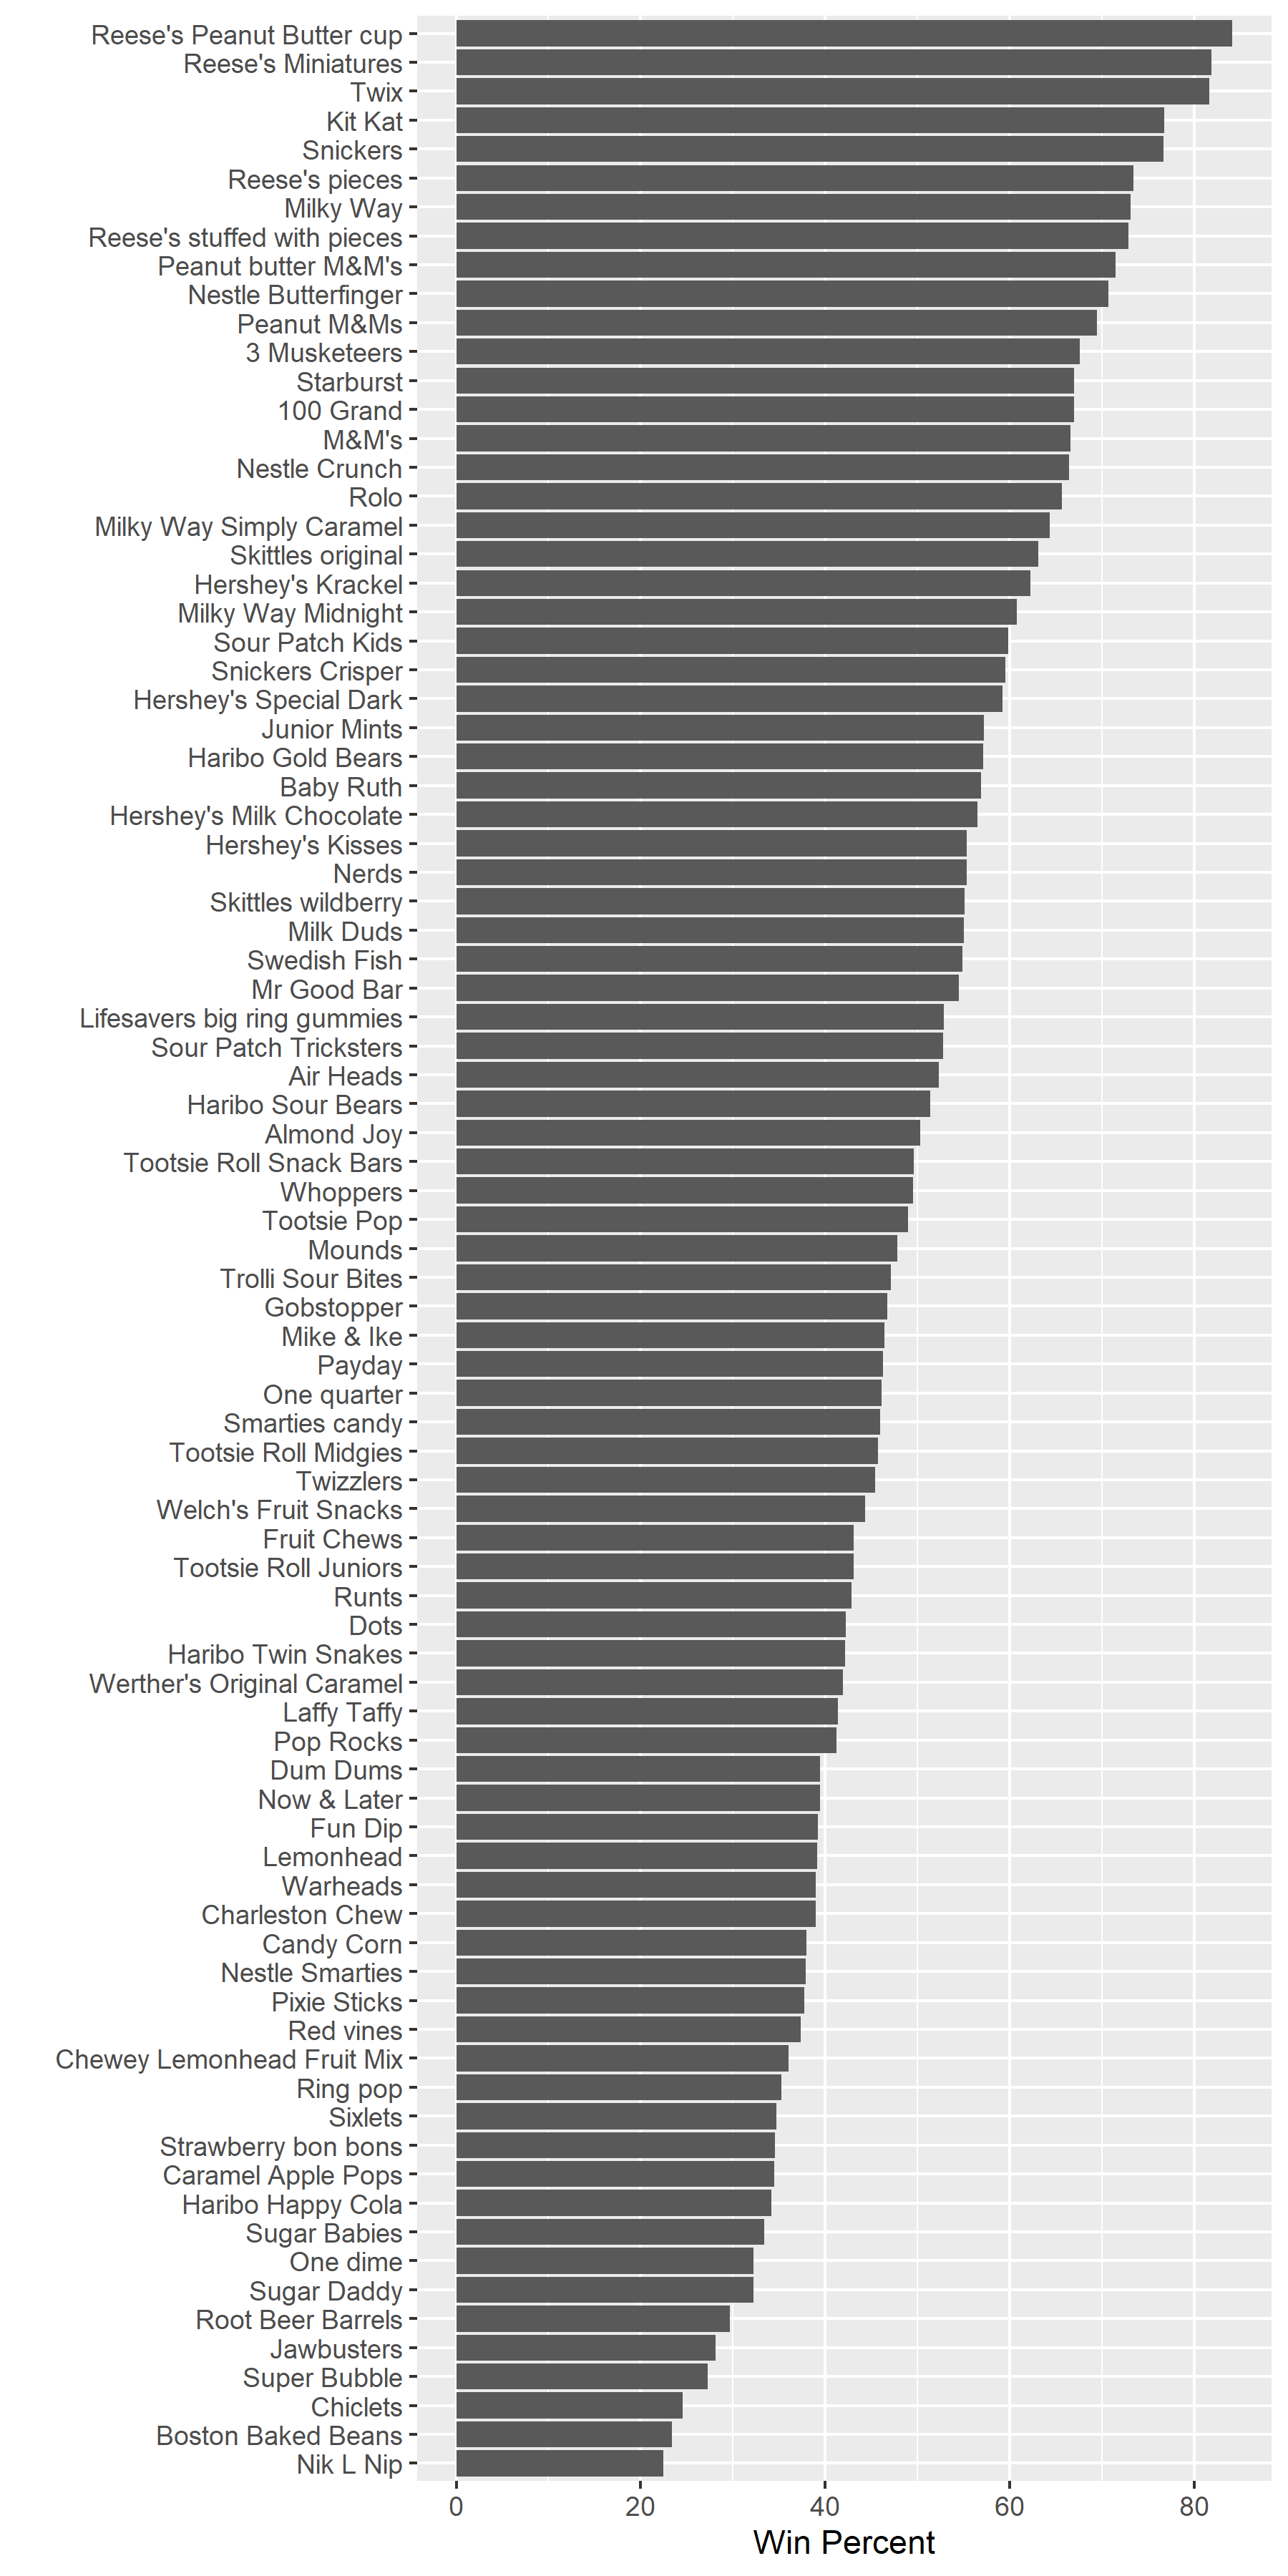 Reese's Peanut Butter cup
Reese's Miniatures
Twix
Kit Kat
Snickers
Reese's pieces
Milky Way
Reese's stuffed with pieces
Peanut butter M&M's
Nestle Butterfinger
Peanut M&Ms
3 Musketeers
Starburst
100 Grand
M&M's
Nestle Crunch
Rolo
Milky Way Simply Caramel
Skittles original
Hershey's Krackel
Milky Way Midnight
Sour Patch Kids
Snickers Crisper
Hershey's Special Dark
Junior Mints
Haribo Gold Bears
Baby Ruth
Hershey's Milk Chocolate
Hershey's Kisses
Nerds
Skittles wildberry
Milk Duds
Swedish Fish
Mr Good Bar
Lifesavers big ring gummies
Sour Patch Tricksters
Air Heads
Haribo Sour Bears
Almond Joy
Tootsie Roll Snack Bars
Whoppers
Tootsie Pop
Mounds
Trolli Sour Bites
Gobstopper
Mike & Ike
Payday
One quarter
Smarties candy
Tootsie Roll Midgies
Twizzlers
Welch's Fruit Snacks
Fruit Chews
Tootsie Roll Juniors
Runts
Dots
Haribo Twin Snakes
Werther's Original Caramel
Laffy Taffy
Pop Rocks
Dum Dums
Now & Later
Fun Dip
Lemonhead
Warheads
Charleston Chew
Candy Corn
Nestle Smarties
Pixie Sticks
Red vines
Chewey Lemonhead Fruit Mix
Ring pop
Sixlets
Strawberry bon bons
Caramel Apple Pops
Haribo Happy Cola
Sugar Babies
One dime
Sugar Daddy
Root Beer Barrels
Jawbusters
Super Bubble
Chiclets
Boston Baked Beans
Nik L Nip
0 20 40 60 80
Win Percent